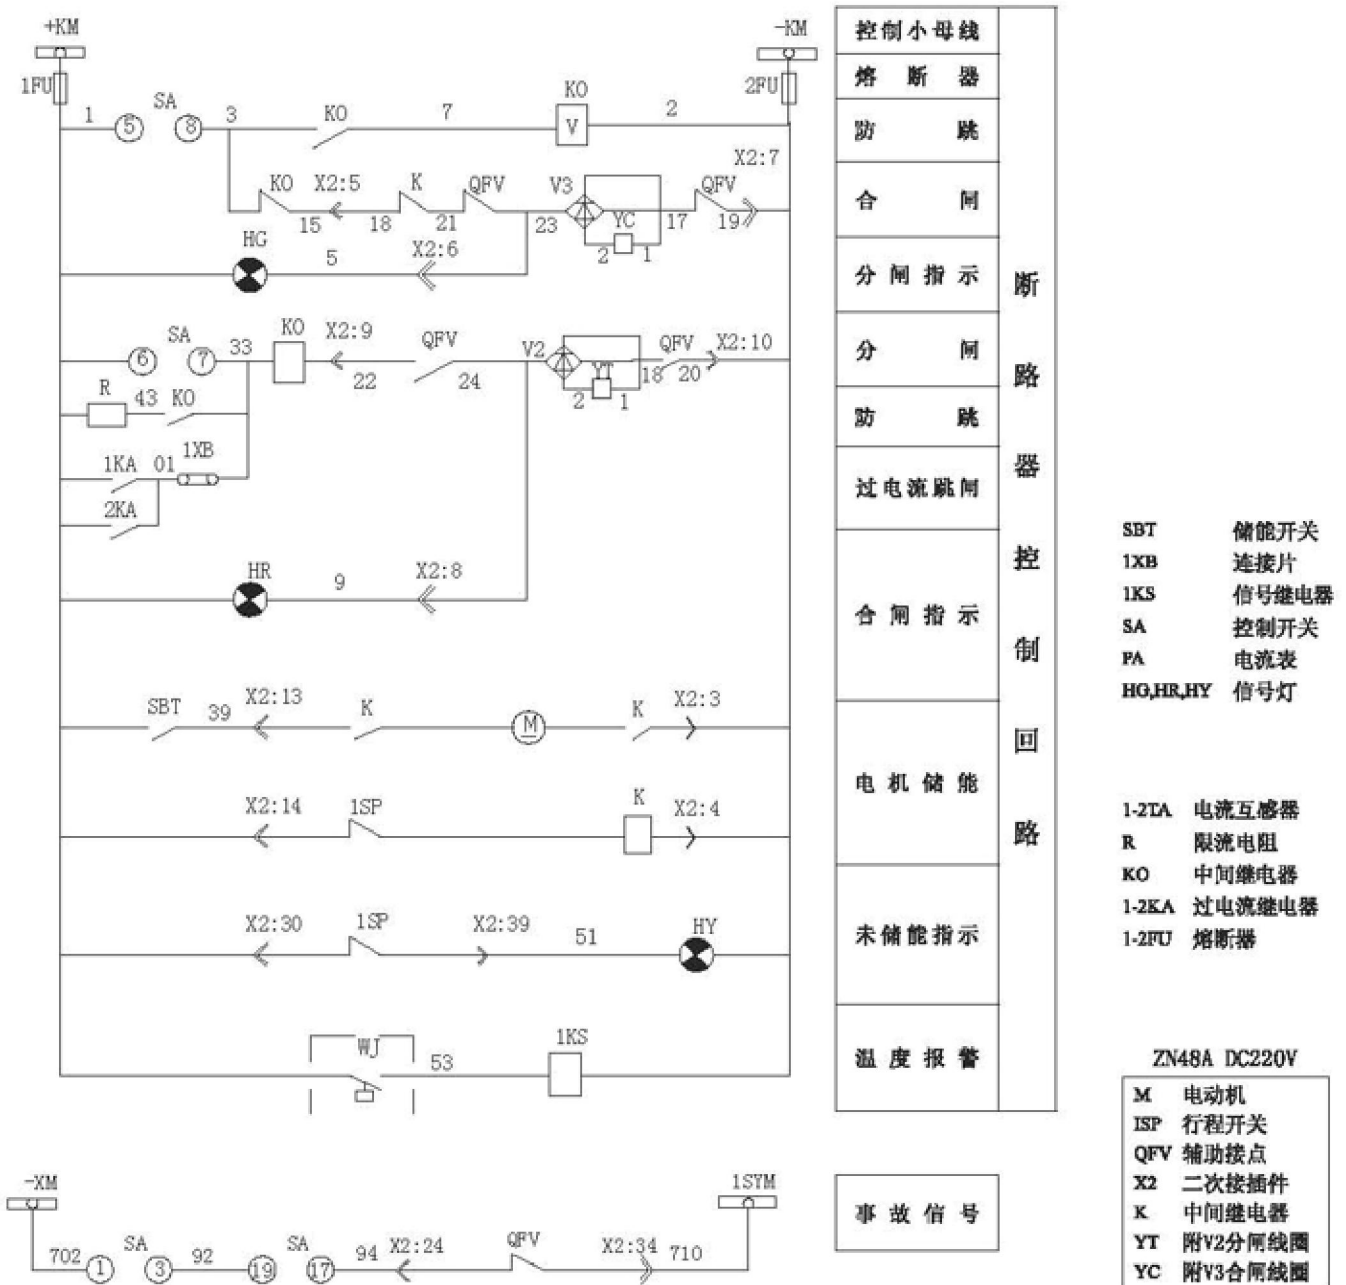 +KM
-KM
1FU
2FU
1
SA
5
8
3
KO
7
KO
V
2
X2:7
KO
X2:5
K
QFV
V3
QFV
15
18
21
23
YC
17
19
2
1
HG
5
X2:6
SA
6
7
33
KO
X2:9
QFV
V2
QFV
X2:10
22
24
YT
18
20
2
1
R
43
KO
1KA
01
1XB
2KA
HR
9
X2:8
SBT
39
X2:13
K
M
K
X2:3
X2:14
1SP
K
X2:4
X2:30
1SP
X2:39
51
HY
WJ
53
1KS
-XM
1SYM
702
1
SA
3
92
19
SA
17
94
X2:24
QFV
X2:34
710
控制小母线
熔断器
防跳
合闸
分闸指示
分闸
防跳
过电流跳闸
合闸指示
电机储能
未储能指示
温度报警
断路器控制回路
事故信号
SBT 储能开关
1XB 连接片
1KS 信号继电器
SA 控制开关
PA 电流表
HG,HR,HY 信号灯
1-2TA 电流互感器
R 限流电阻
KO 中间继电器
1-2KA 过电流继电器
1-2FU 熔断器
ZN48A DC220V
M 电动机
ISP 行程开关
QFV 辅助接点
X2 二次接插件
K 中间继电器
YT 附V2分闸线圈
YC 附V3合闸线圈